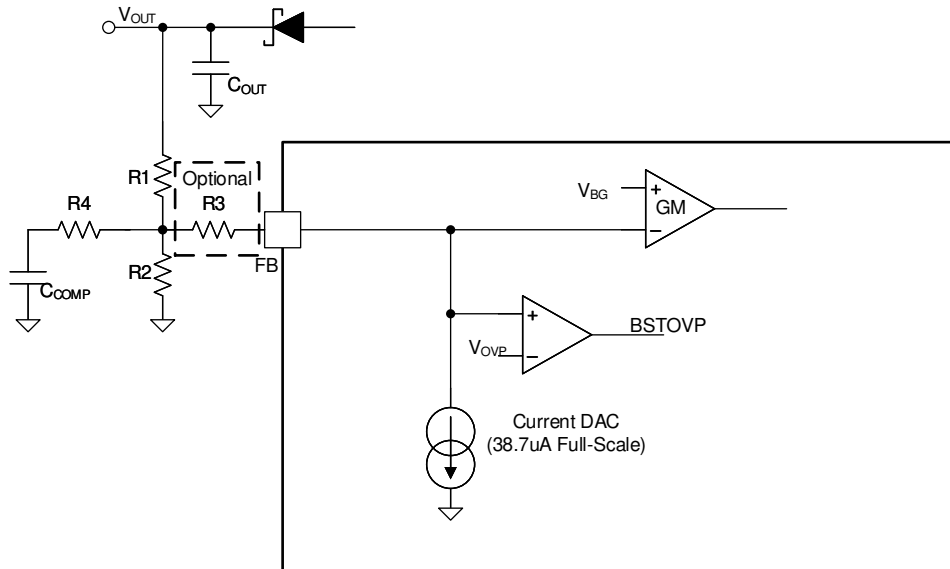 VOUT
COUT
R1
Optional
R4
R3
VBG
+
GM
−
FB
R2
CCOMP
+
BSTOVP
VOVP
−
Current DAC
(38.7uA Full-Scale)